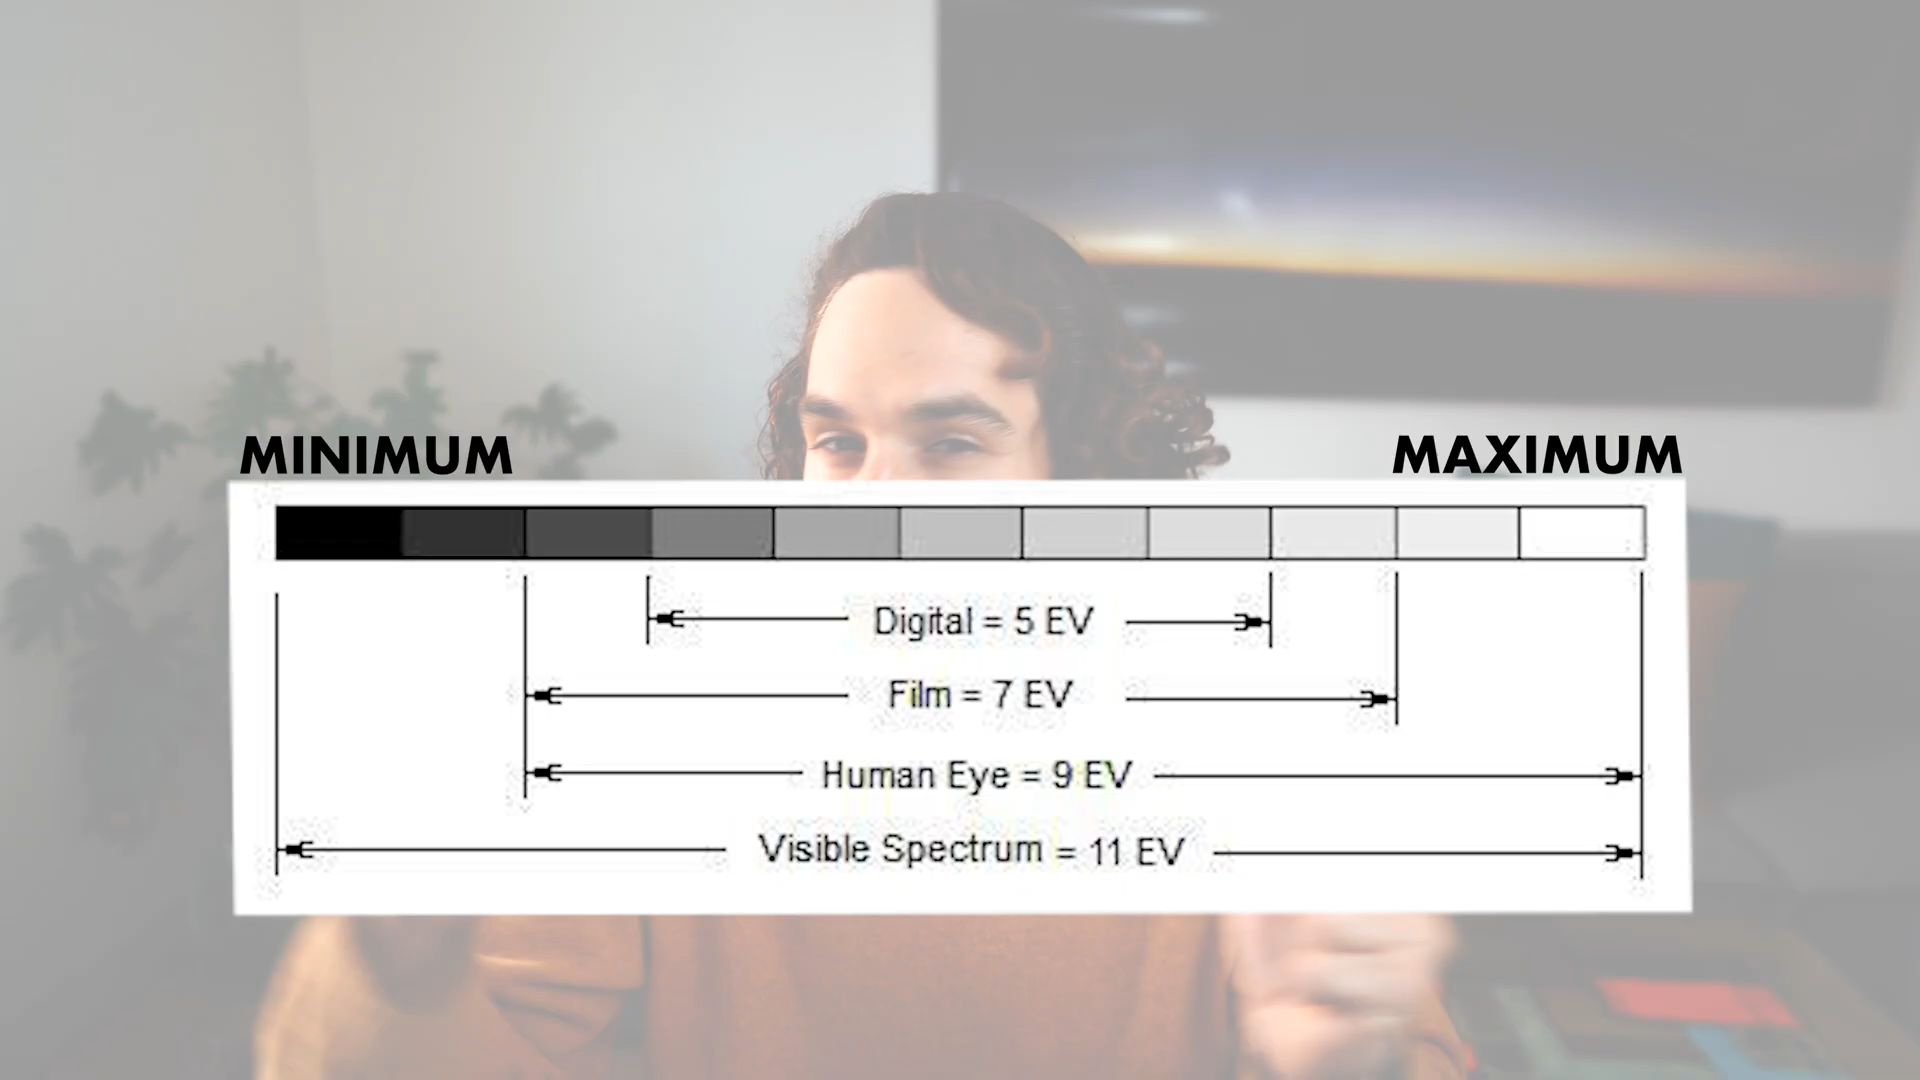 MINIMUM MAXIMUM
Digital = 5 EV
Film = 7 EV
Human Eye = 9 EV
Visible Spectrum = 11 EV